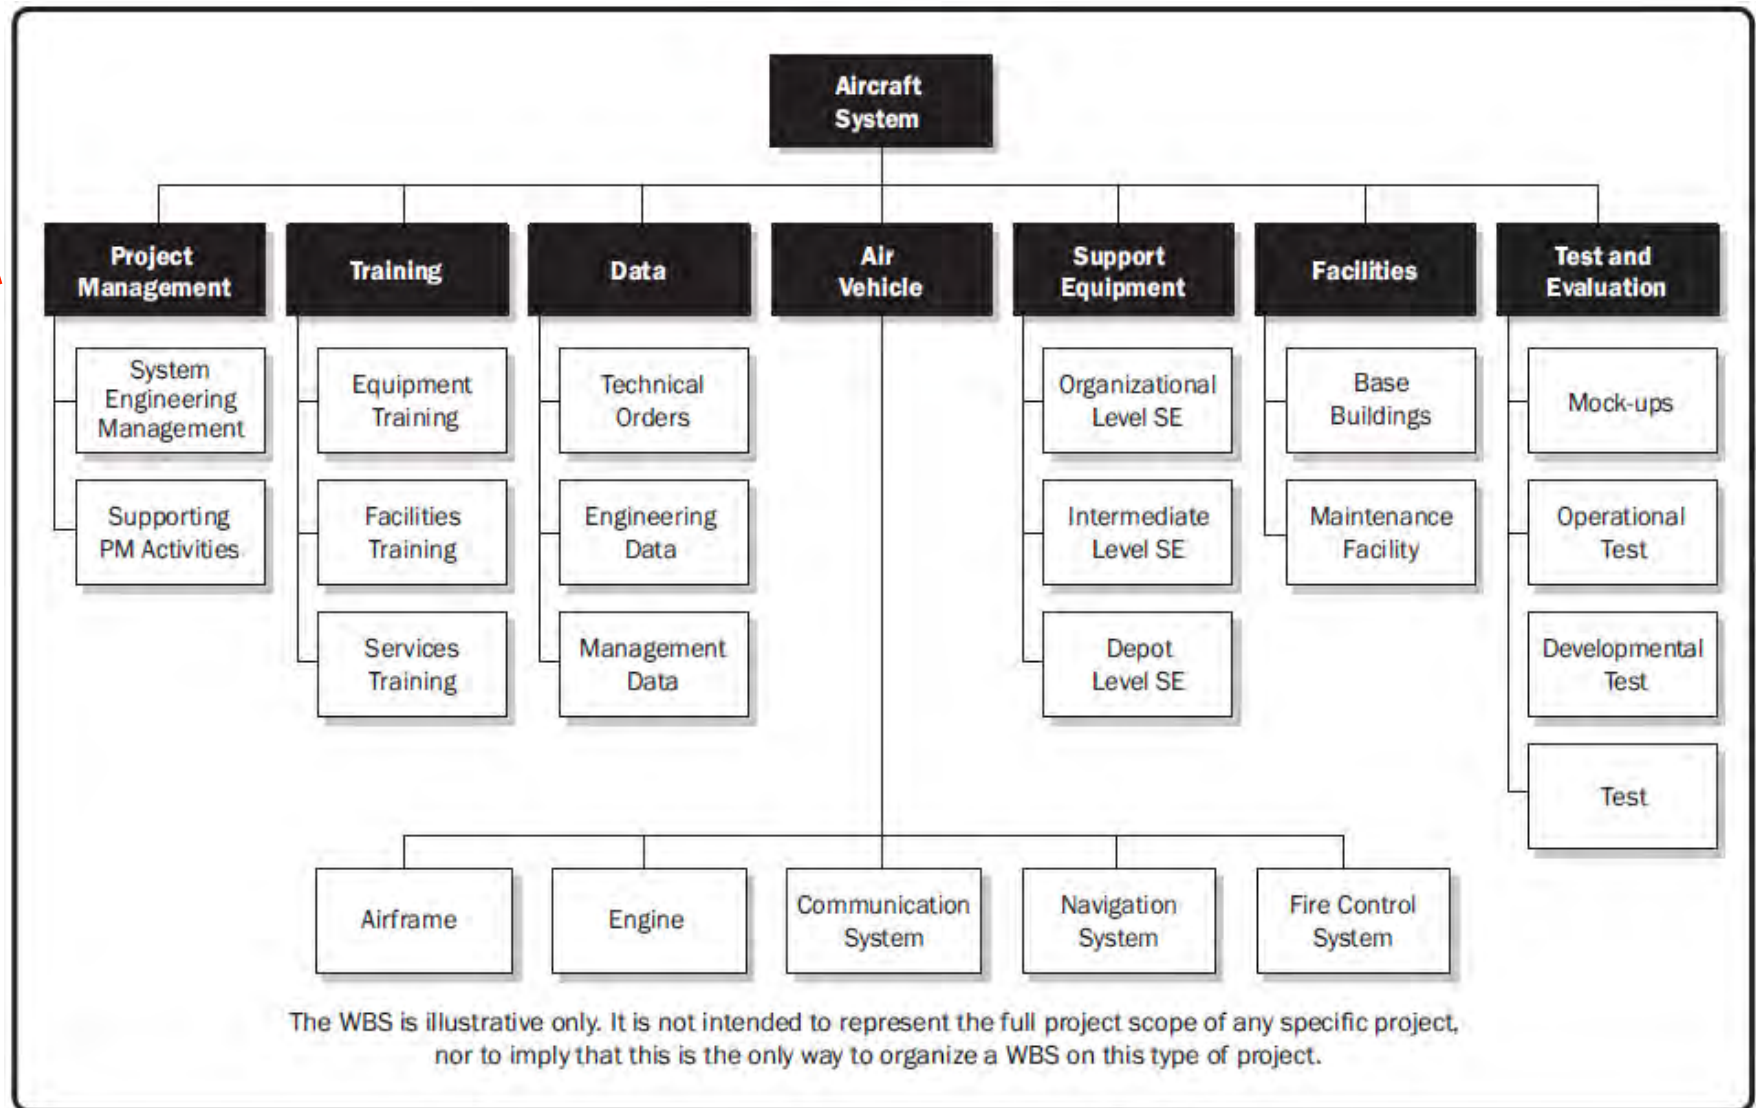 Aircraft
System
Project
Management
Training
Data
Air
Vehicle
Support
Equipment
Facilities
Test and
Evaluation
System
Engineering
Management
Equipment
Training
Technical
Orders
Organizational
Level SE
Base
Buildings
Mock-ups
Supporting
PM Activities
Facilities
Training
Engineering
Data
Intermediate
Level SE
Maintenance
Facility
Operational
Test
Services
Training
Management
Data
Depot
Level SE
Developmental
Test
Test
Airframe
Engine
Communication
System
Navigation
System
Fire Control
System
The WBS is illustrative only. It is not intended to represent the full project scope of any specific project,
nor to imply that this is the only way to organize a WBS on this type of project.